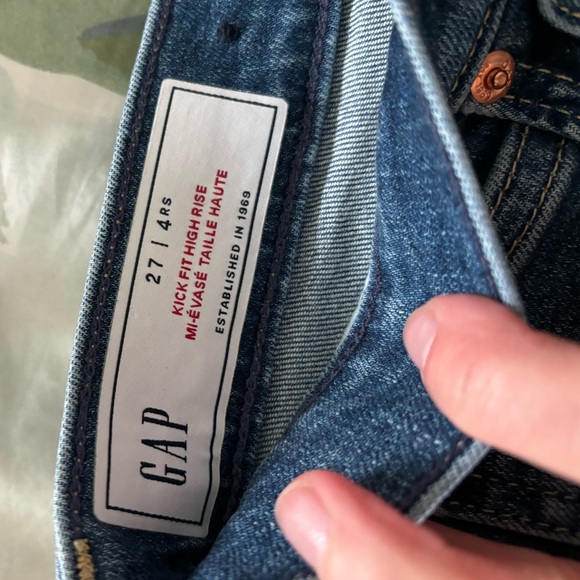 GAP
27 | 4RS
KICK FIT HIGH RISE
MI-ÉVASÉ TAILLE HAUTE
ESTABLISHED IN 1969